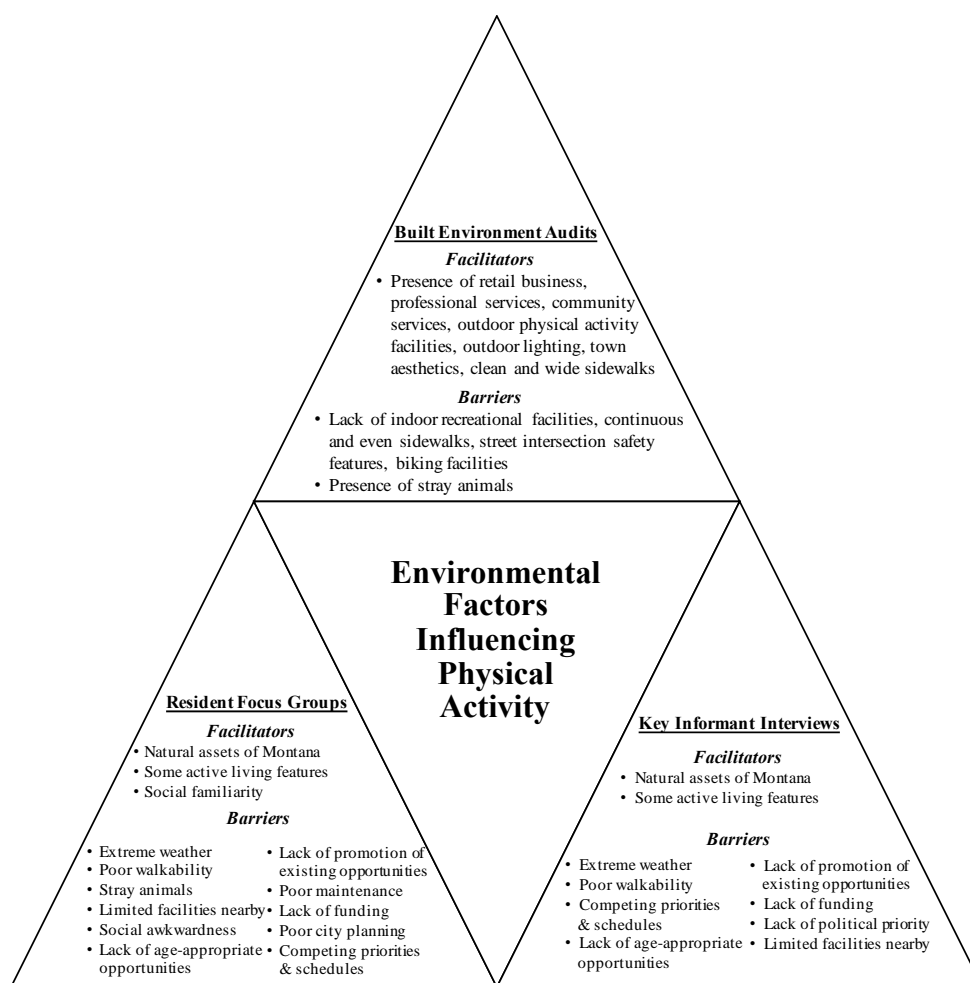 Built Environment Audits
Facilitators
• Presence of retail business,
professional services, community
services, outdoor physical activity
facilities, outdoor lighting, town
aesthetics, clean and wide sidewalks
Barriers
• Lack of indoor recreational facilities, continuous
and even sidewalks, street intersection safety
features, biking facilities
• Presence of stray animals
Environmental
Factors
Influencing
Physical
Activity
Resident Focus Groups
Facilitators
• Natural assets of Montana
• Some active living features
• Social familiarity
Barriers
• Extreme weather
• Poor walkability
• Stray animals
• Limited facilities nearby
• Social awkwardness
• Lack of age-appropriate
opportunities
• Lack of promotion of
existing opportunities
• Poor maintenance
• Lack of funding
• Poor city planning
• Competing priorities
& schedules
Key Informant Interviews
Facilitators
• Natural assets of Montana
• Some active living features
Barriers
• Extreme weather
• Poor walkability
• Competing priorities
& schedules
• Lack of age-appropriate
opportunities
• Lack of promotion of
existing opportunities
• Lack of funding
• Lack of political priority
• Limited facilities nearby